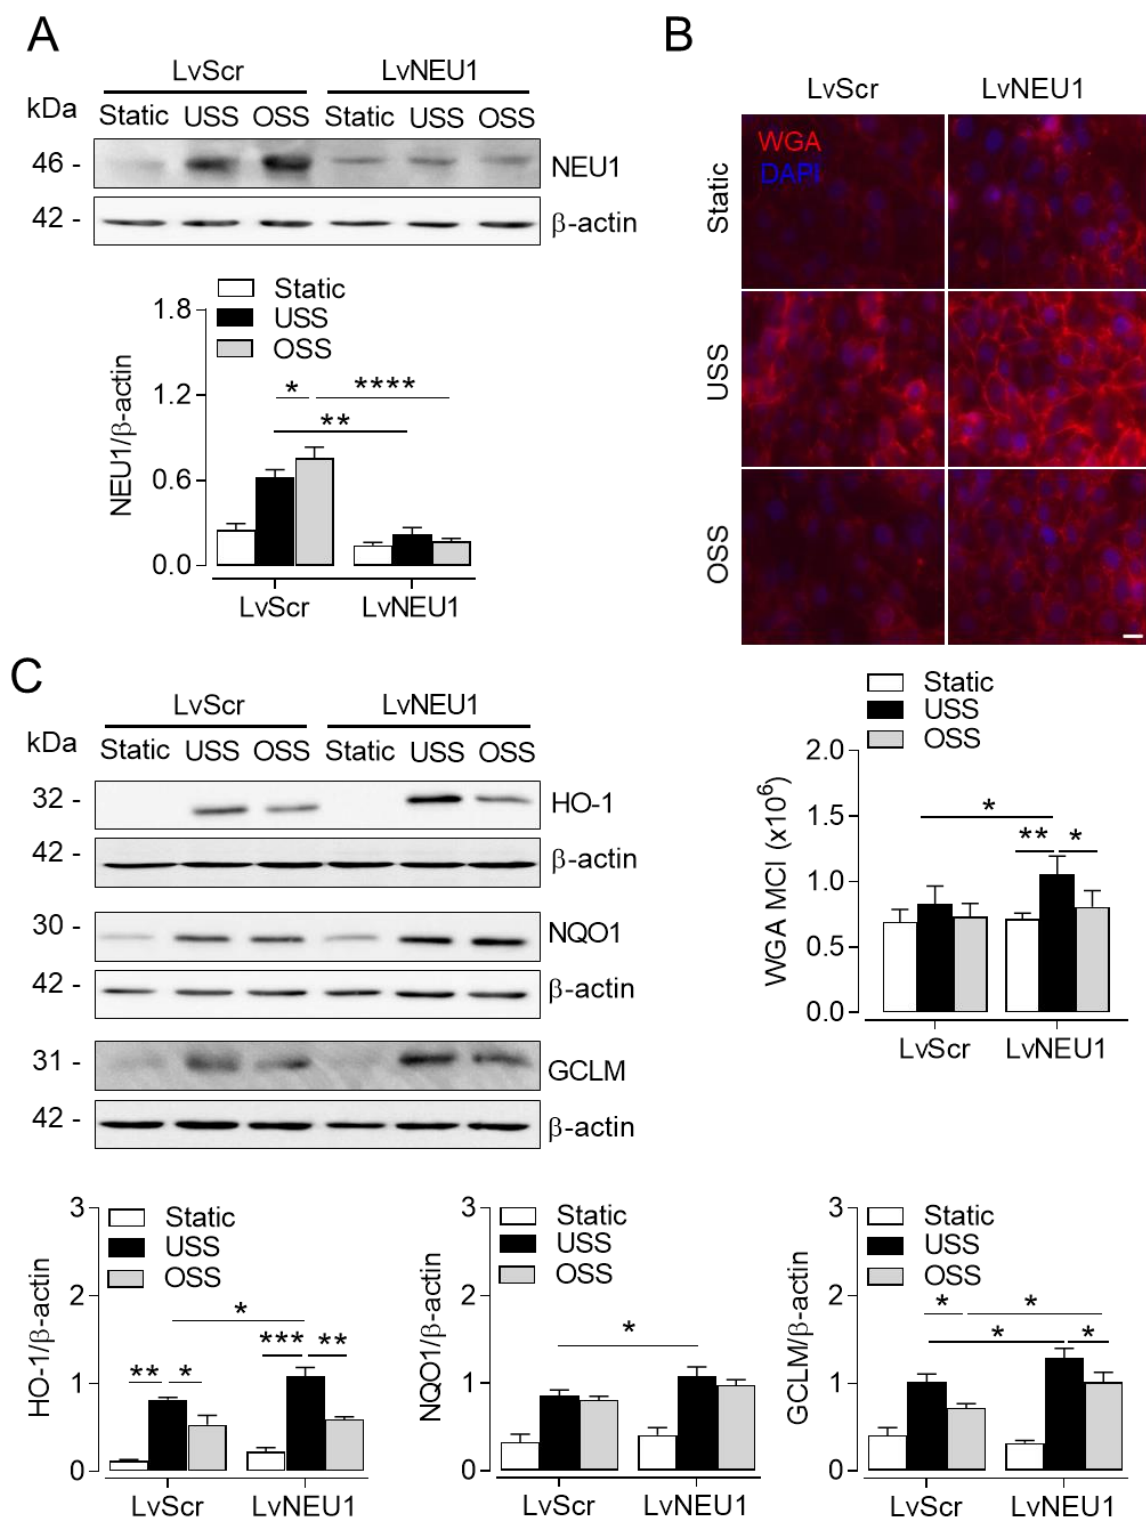 A
LvScr LvNEU1
kDa Static USS OSS Static USS OSS
46 - NEU1
42 - β-actin
Static
USS
OSS
1.8
1.2
0.6
0.0
NEU1/β-actin
* ****
**
LvScr LvNEU1
B
LvScr LvNEU1
WGA
DAPI
Static
USS
OSS
Static
USS
OSS
2.0
1.5
1.0
0.5
0.0
WGA MCI (x10⁶)
*
** *
LvScr LvNEU1
C
LvScr LvNEU1
kDa Static USS OSS Static USS OSS
32 - HO-1
42 - β-actin
30 - NQO1
42 - β-actin
31 - GCLM
42 - β-actin
Static
USS
OSS
3
2
1
0
HO-1/β-actin
*
** * *** **
LvScr LvNEU1
Static
USS
OSS
3
2
1
0
NQO1/β-actin
*
LvScr LvNEU1
Static
USS
OSS
3
2
1
0
GCLM/β-actin
* *
* *
LvScr LvNEU1